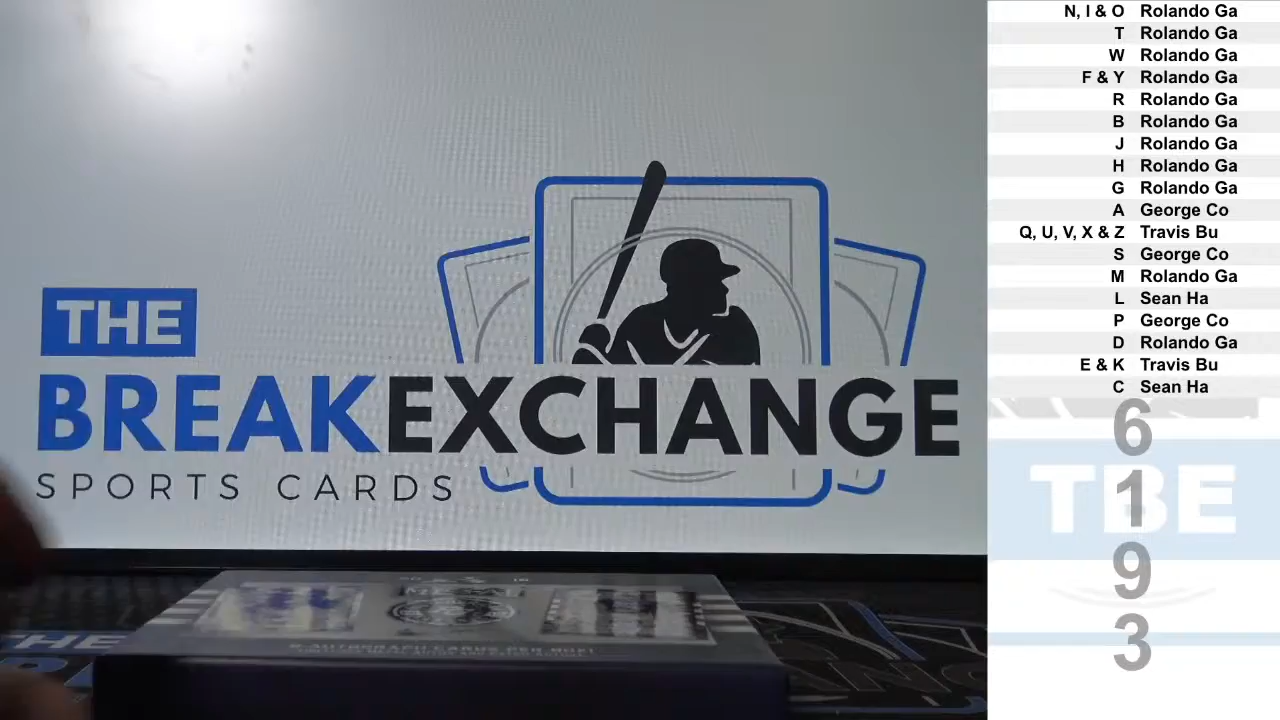 THE
BREAKEXCHANGE
SPORTS CARDS
N, I & O Rolando Ga
T Rolando Ga
W Rolando Ga
F & Y Rolando Ga
R Rolando Ga
B Rolando Ga
J Rolando Ga
H Rolando Ga
G Rolando Ga
A George Co
Q, U, V, X & Z Travis Bu
S George Co
M Rolando Ga
L Sean Ha
P George Co
D Rolando Ga
E & K Travis Bu
C Sean Ha
6
TBE
1
9
3
THE